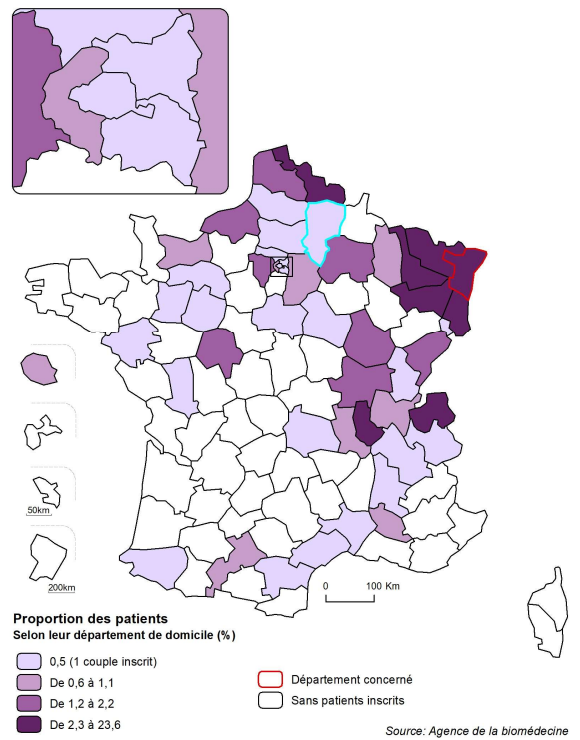 50km
200km
0 100 Km
Proportion des patients
Selon leur département de domicile (%)
0,5 (1 couple inscrit)
De 0,6 à 1,1
De 1,2 à 2,2
De 2,3 à 23,6
Département concerné
Sans patients inscrits
Source: Agence de la biomédecine